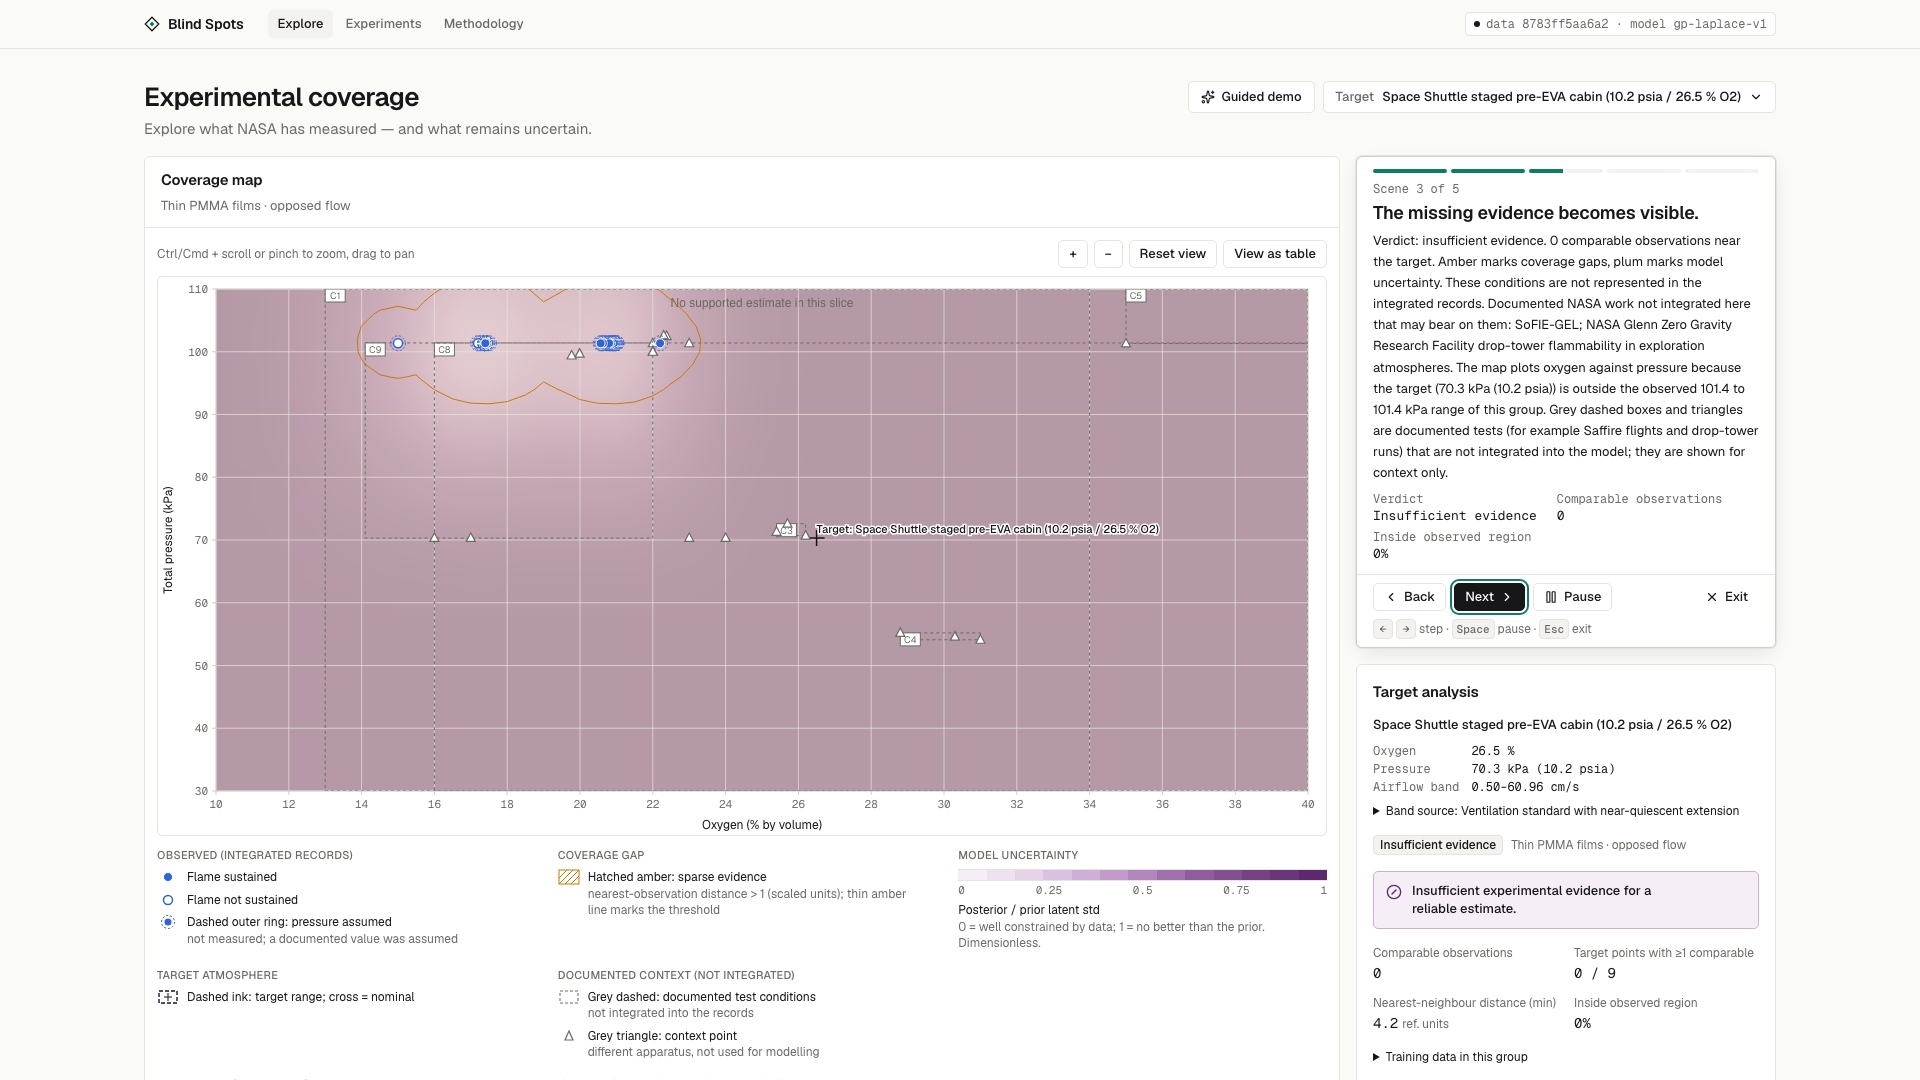 Blind Spots
Explore
Experiments
Methodology
data 8783ff5aa6a2 · model gp-laplace-v1
Experimental coverage
Explore what NASA has measured — and what remains uncertain.
Guided demo
Target Space Shuttle staged pre-EVA cabin (10.2 psia / 26.5 % O2)
Coverage map
Thin PMMA films · opposed flow
Ctrl/Cmd + scroll or pinch to zoom, drag to pan
+
−
Reset view
View as table
No supported estimate in this slice
C1
C5
C9
C8
C3
C4
Target: Space Shuttle staged pre-EVA cabin (10.2 psia / 26.5 % O2)
110
100
90
80
70
60
50
40
30
Total pressure (kPa)
10 12 14 16 18 20 22 24 26 28 30 32 34 36 38 40
Oxygen (% by volume)
OBSERVED (INTEGRATED RECORDS)
Flame sustained
Flame not sustained
Dashed outer ring: pressure assumed
not measured; a documented value was assumed
COVERAGE GAP
Hatched amber: sparse evidence
nearest-observation distance > 1 (scaled units); thin amber
line marks the threshold
MODEL UNCERTAINTY
0 0.25 0.5 0.75 1
Posterior / prior latent std
0 = well constrained by data; 1 = no better than the prior.
Dimensionless.
TARGET ATMOSPHERE
Dashed ink: target range; cross = nominal
DOCUMENTED CONTEXT (NOT INTEGRATED)
Grey dashed: documented test conditions
not integrated into the records
Grey triangle: context point
different apparatus, not used for modelling
Scene 3 of 5
The missing evidence becomes visible.
Verdict: insufficient evidence. 0 comparable observations near
the target. Amber marks coverage gaps, plum marks model
uncertainty. These conditions are not represented in the
integrated records. Documented NASA work not integrated here
that may bear on them: SoFIE-GEL; NASA Glenn Zero Gravity
Research Facility drop-tower flammability in exploration
atmospheres. The map plots oxygen against pressure because
the target (70.3 kPa (10.2 psia)) is outside the observed 101.4 to
101.4 kPa range of this group. Grey dashed boxes and triangles
are documented tests (for example Saffire flights and drop-tower
runs) that are not integrated into the model; they are shown for
context only.
Verdict
Insufficient evidence
Comparable observations
0
Inside observed region
0%
Back
Next
Pause
Exit
← → step · Space pause · Esc exit
Target analysis
Space Shuttle staged pre-EVA cabin (10.2 psia / 26.5 % O2)
Oxygen 26.5 %
Pressure 70.3 kPa (10.2 psia)
Airflow band 0.50–60.96 cm/s
Band source: Ventilation standard with near-quiescent extension
Insufficient evidence
Thin PMMA films · opposed flow
Insufficient experimental evidence for a
reliable estimate.
Comparable observations
0
Target points with ≥1 comparable
0 / 9
Nearest-neighbour distance (min)
4.2 ref. units
Inside observed region
0%
Training data in this group